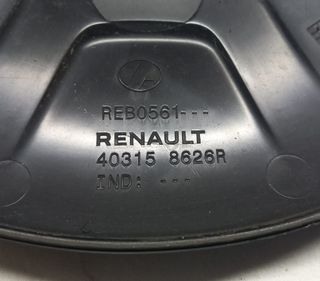 REB0561---
RENAULT
40315 8626R
IND: ---